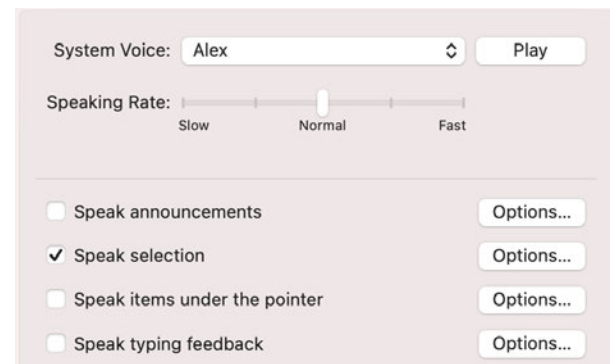 System Voice: Alex Play
Speaking Rate:
Slow Normal Fast
Speak announcements Options...
Speak selection Options...
Speak items under the pointer Options...
Speak typing feedback Options...